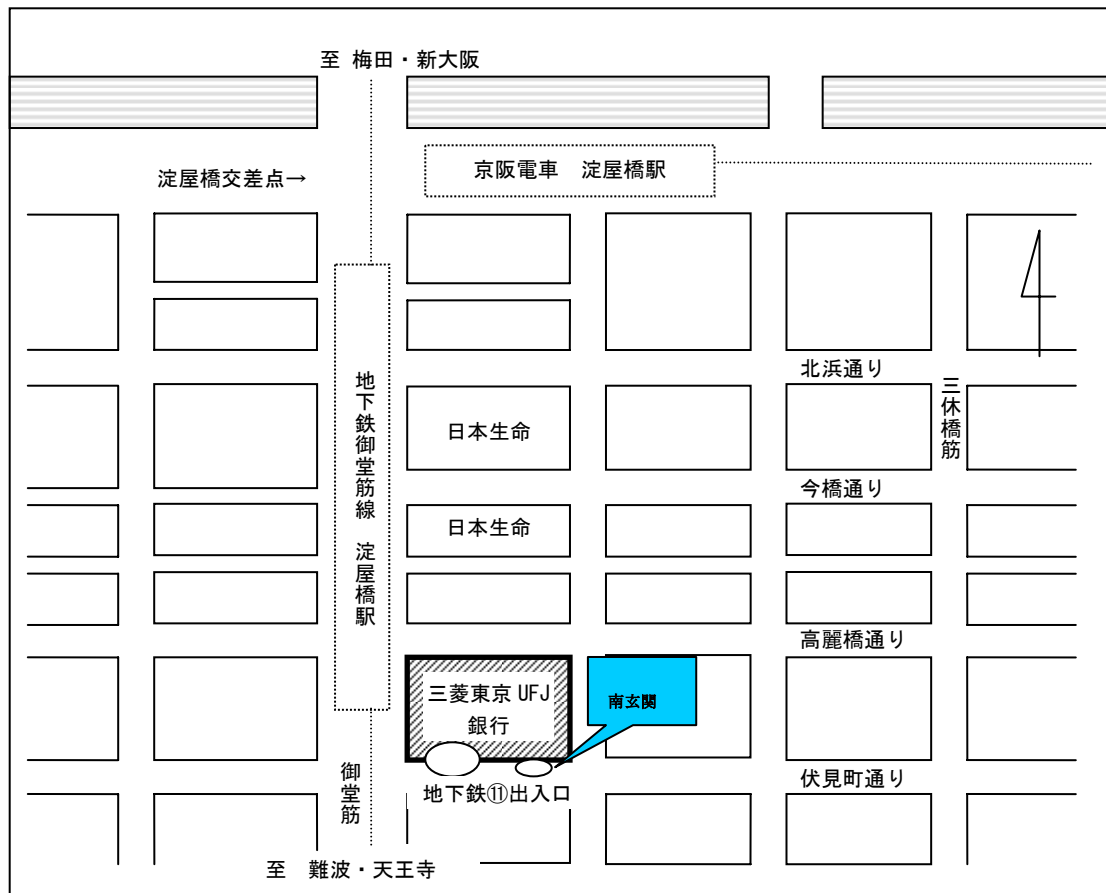 至 梅田・新大阪
京阪電車 淀屋橋駅
淀屋橋交差点→
北浜通り
三休橋筋
地下鉄御堂筋線 淀屋橋駅
日本生命
今橋通り
日本生命
高麗橋通り
三菱東京 UFJ
銀行
南玄関
御堂筋
伏見町通り
地下鉄⑪出入口
至 難波・天王寺